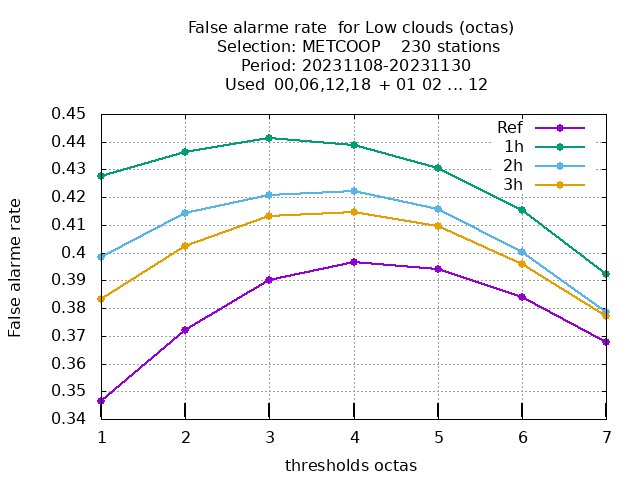 False alarme rate  for Low clouds (octas)
Selection: METCOOP    230 stations
Period: 20231108-20231130
Used  00,06,12,18 + 01 02 ... 12
0.45
0.44
0.43
0.42
0.41
0.4
0.39
0.38
0.37
0.36
0.35
0.34
False alarme rate
Ref
1h
2h
3h
1 2 3 4 5 6 7
thresholds octas